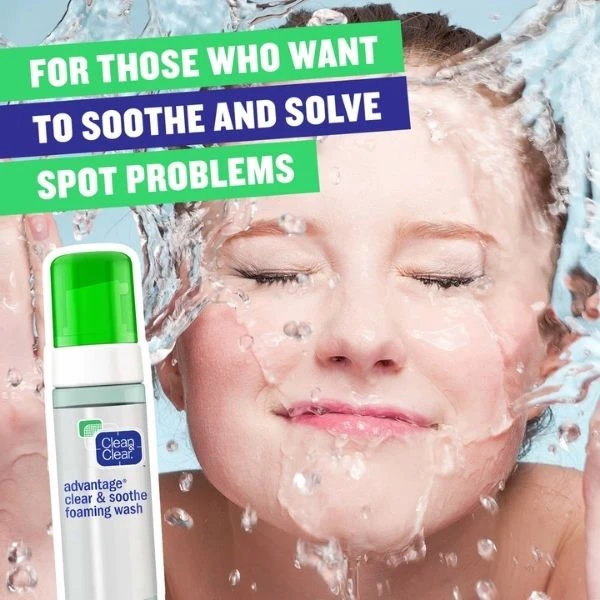 FOR THOSE WHO WANT
TO SOOTHE AND SOLVE
SPOT PROBLEMS
Clean
&
Clear.
advantage®
clear & soothe
foaming wash